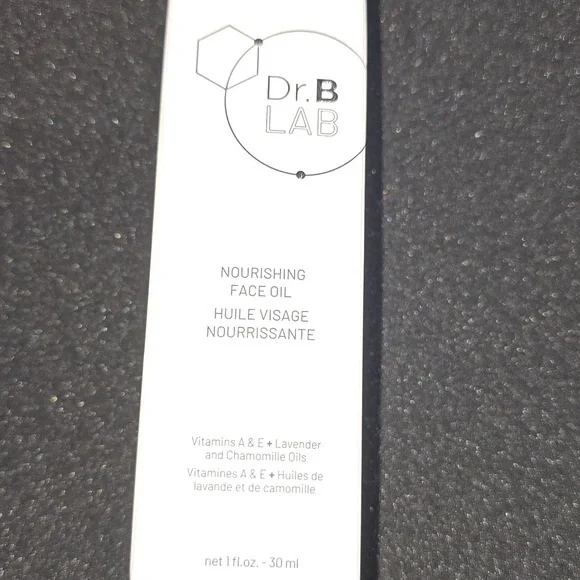 Dr.B
LAB
NOURISHING
FACE OIL
HUILE VISAGE
NOURRISSANTE
Vitamins A & E + Lavender
and Chamomille Oils
Vitamines A & E + Huiles de
lavande et de camomille
net 1 fl.oz. - 30 ml